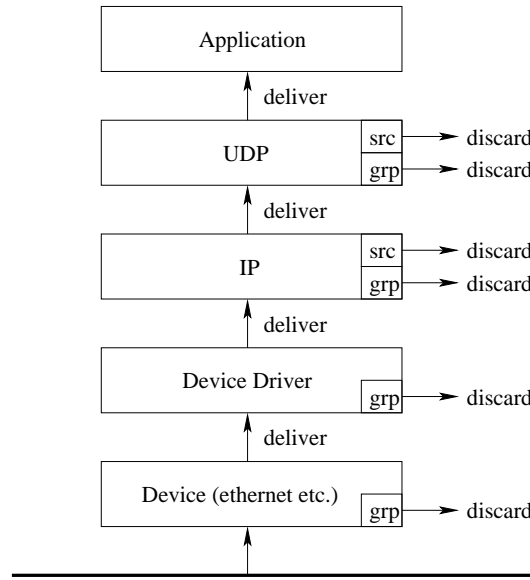 Application
deliver
UDP
src
discard
grp
discard
deliver
IP
src
discard
grp
discard
deliver
Device Driver
grp
discard
deliver
Device (ethernet etc.)
grp
discard